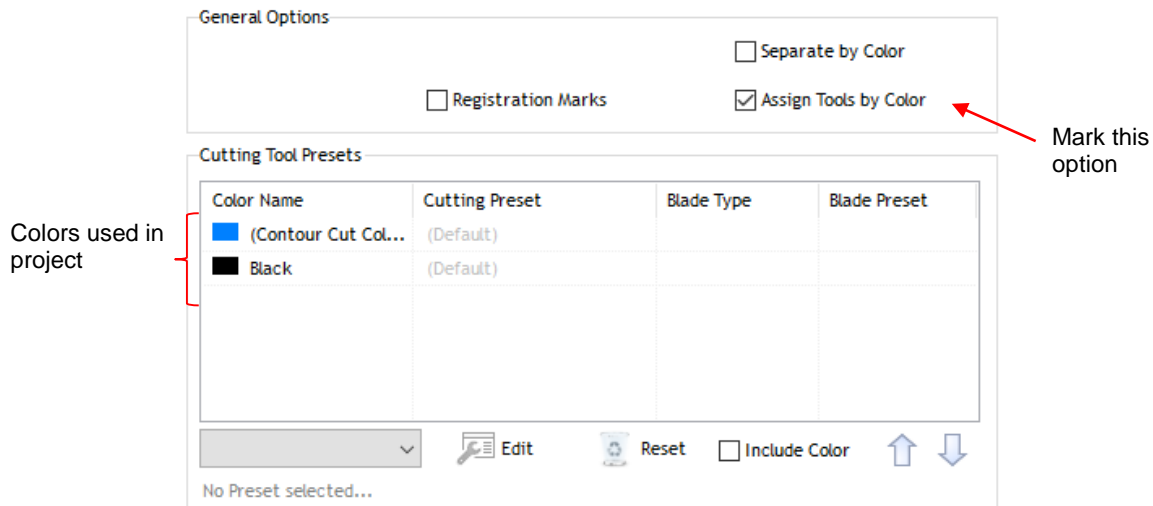 General Options
Separate by Color
Registration Marks
Assign Tools by Color
Mark this
option
Cutting Tool Presets
Color Name Cutting Preset Blade Type Blade Preset
Colors used in
project
(Contour Cut Col... (Default)
Black (Default)
Edit Reset Include Color
No Preset selected...